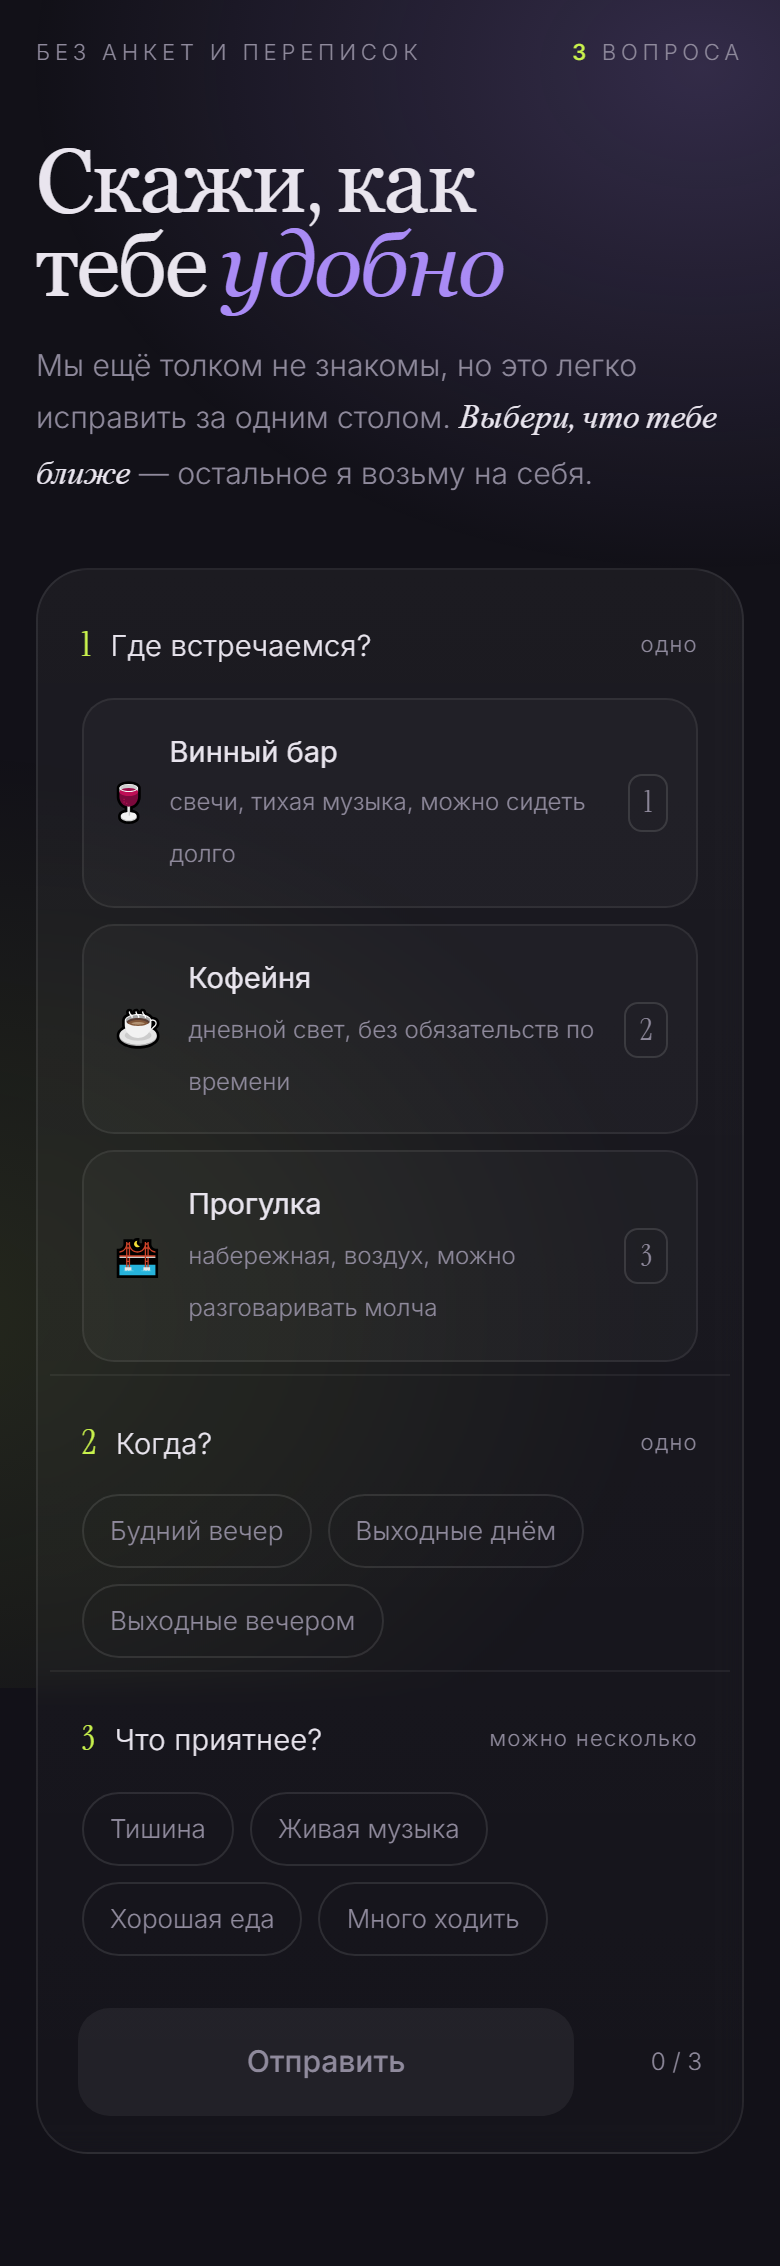 БЕЗ АНКЕТ И ПЕРЕПИСОК
3 ВОПРОСА
Скажи, как
тебе удобно
Мы ещё толком не знакомы, но это легко
исправить за одним столом. Выбери, что тебе
ближе — остальное я возьму на себя.
1 Где встречаемся?
одно
Винный бар
свечи, тихая музыка, можно сидеть
долго
1
Кофейня
дневной свет, без обязательств по
времени
2
Прогулка
набережная, воздух, можно
разговаривать молча
3
2 Когда?
одно
Будний вечер
Выходные днём
Выходные вечером
3 Что приятнее?
можно несколько
Тишина
Живая музыка
Хорошая еда
Много ходить
Отправить
0 / 3